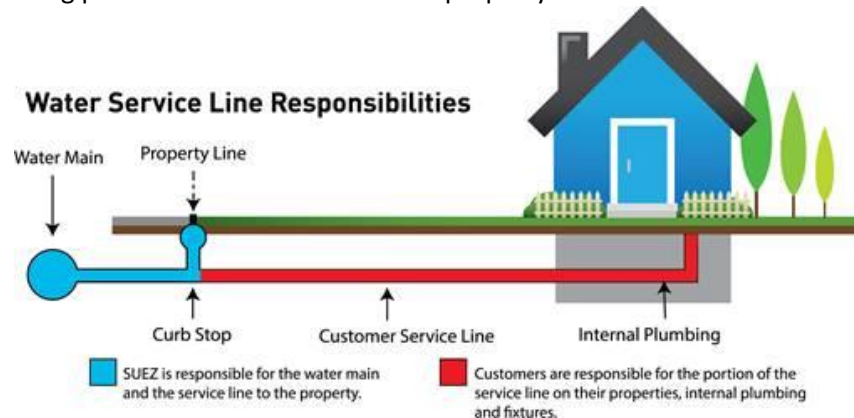 Water Service Line Responsibilities
Water Main
Property Line
Curb Stop
Customer Service Line
Internal Plumbing
SUEZ is responsible for the water main
and the service line to the property.
Customers are responsible for the portion of the
service line on their properties, internal plumbing
and fixtures.